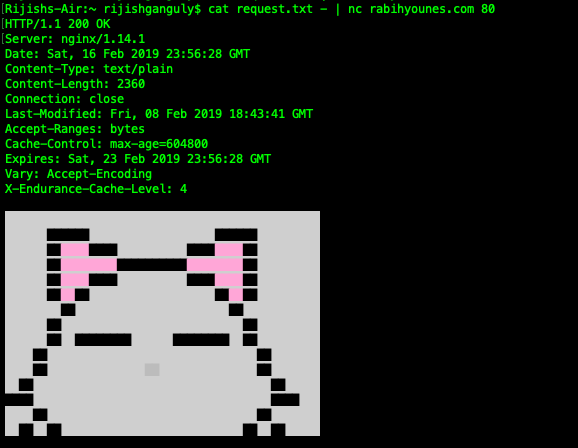 Rijishs-Air:~ rijishganguly$ cat request.txt - | nc rabihyounes.com 80
HTTP/1.1 200 OK
Server: nginx/1.14.1
Date: Sat, 16 Feb 2019 23:56:28 GMT
Content-Type: text/plain
Content-Length: 2360
Connection: close
Last-Modified: Fri, 08 Feb 2019 18:43:41 GMT
Accept-Ranges: bytes
Cache-Control: max-age=604800
Expires: Sat, 23 Feb 2019 23:56:28 GMT
Vary: Accept-Encoding
X-Endurance-Cache-Level: 4